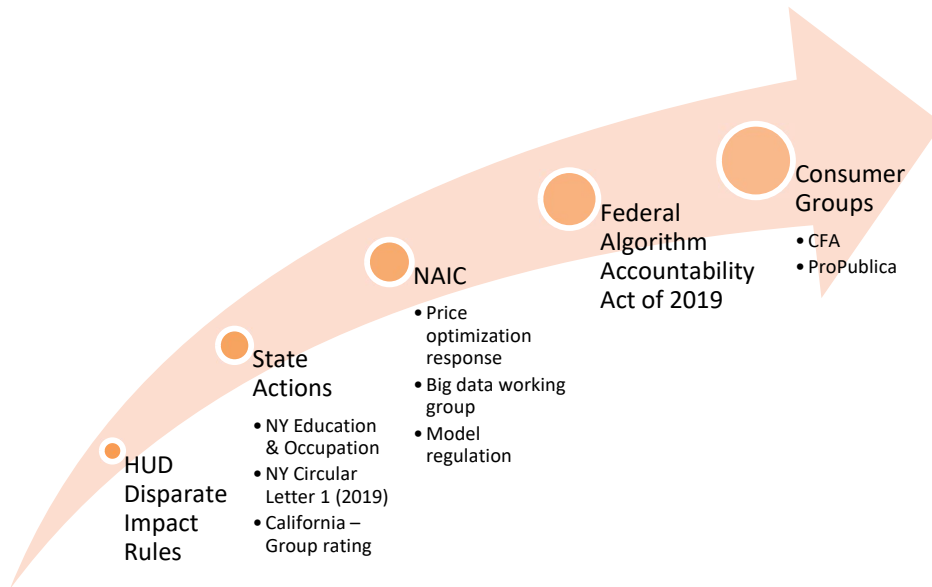 HUD
Disparate
Impact
Rules
State
Actions
• NY Education
& Occupation
• NY Circular
Letter 1 (2019)
• California –
Group rating
NAIC
• Price
optimization
response
• Big data working
group
• Model
regulation
Federal
Algorithm
Accountability
Act of 2019
Consumer
Groups
• CFA
• ProPublica